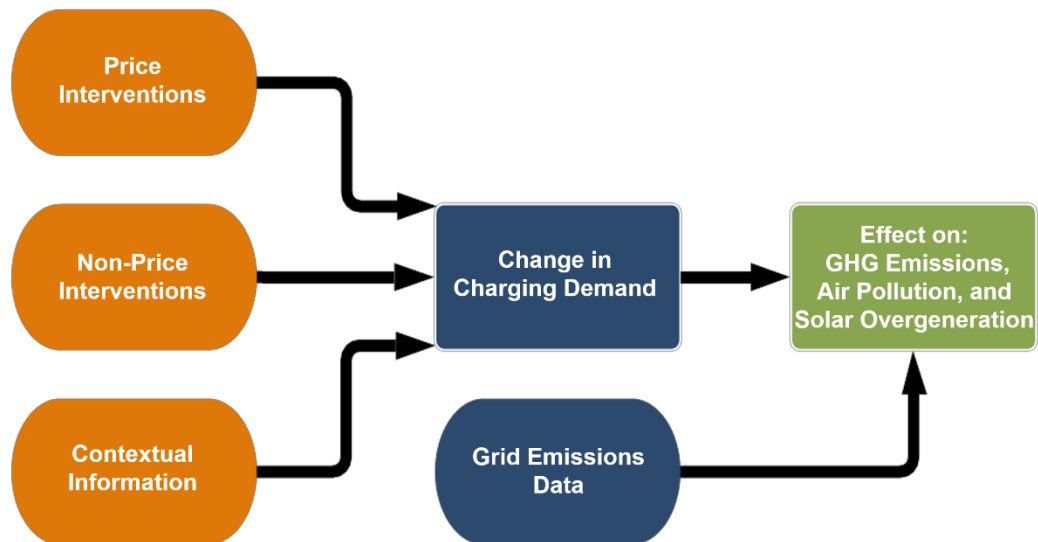 Price
Interventions
Non-Price
Interventions
Contextual
Information
Change in
Charging Demand
Grid Emissions
Data
Effect on:
GHG Emissions,
Air Pollution, and
Solar Overgeneration